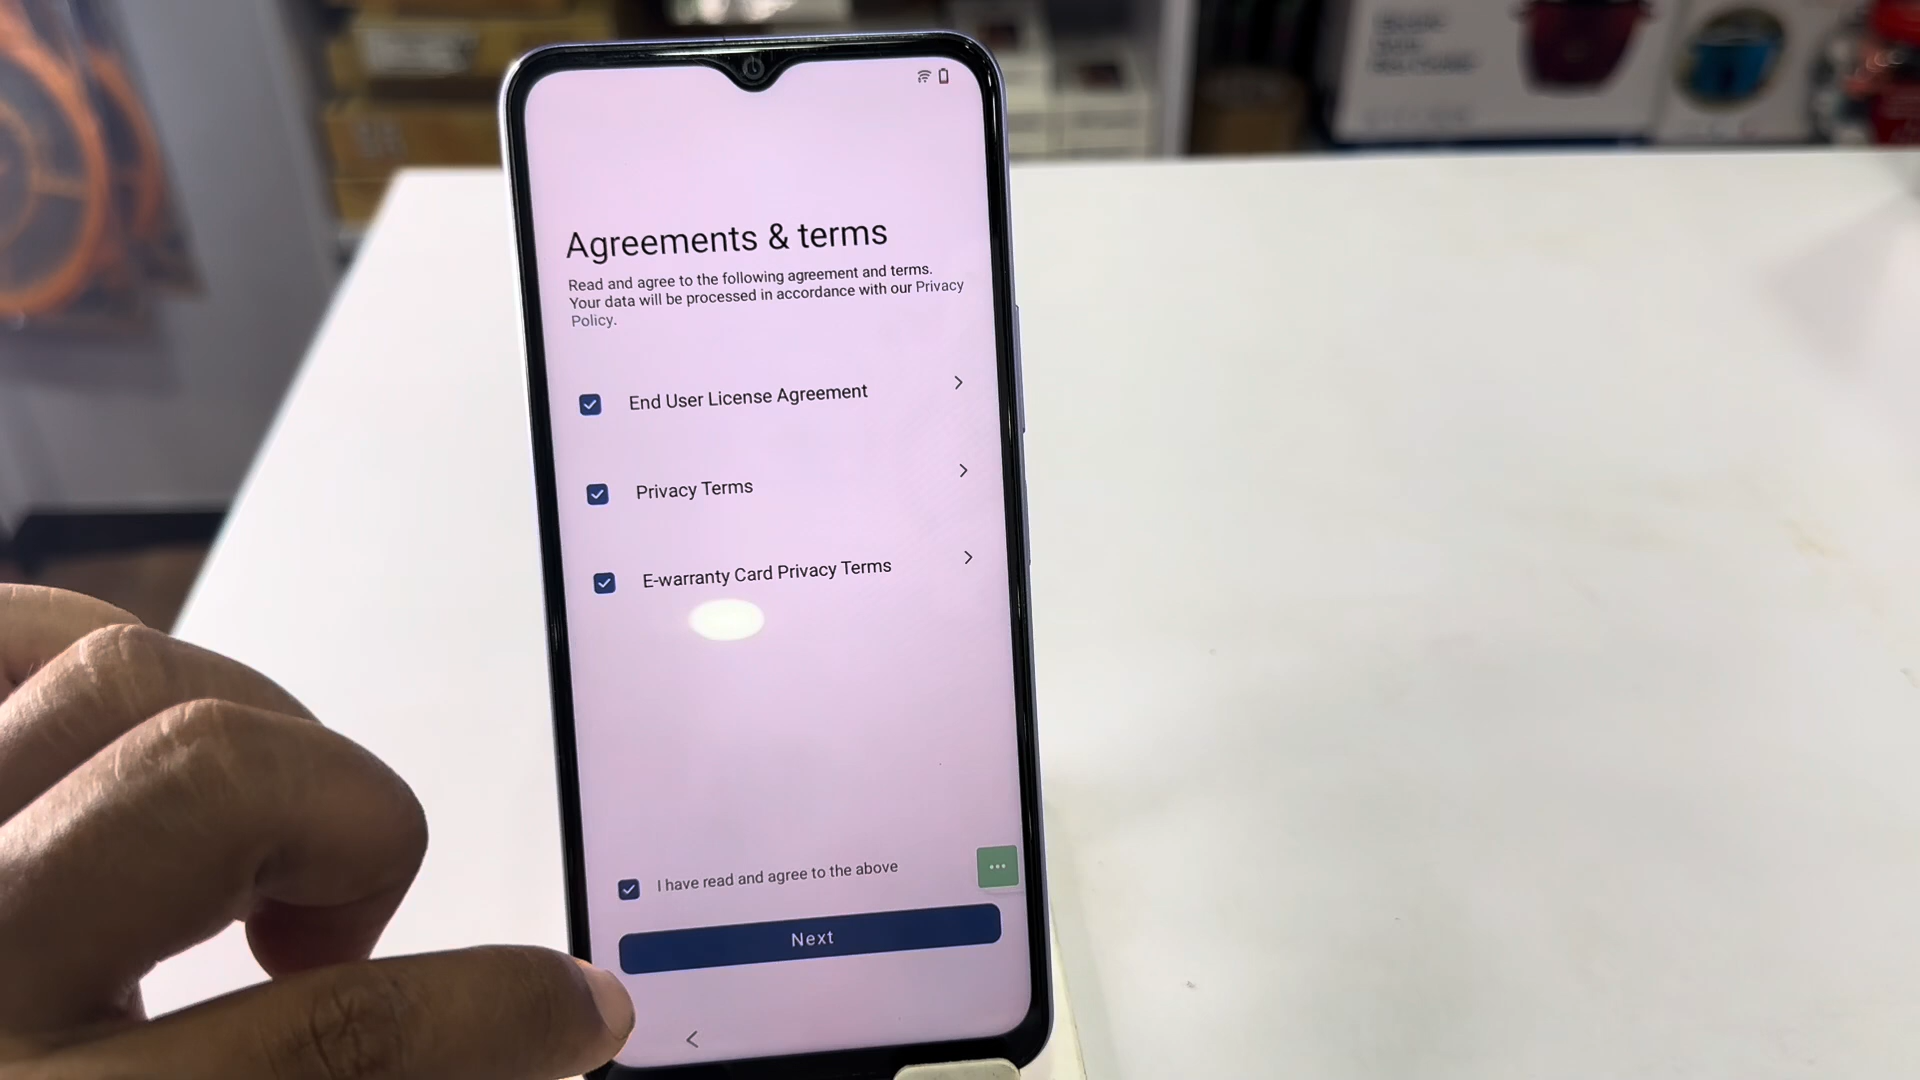 Agreements & terms
Read and agree to the following agreement and terms.
Your data will be processed in accordance with our Privacy
Policy.
End User License Agreement
Privacy Terms
E-warranty Card Privacy Terms
I have read and agree to the above
Next